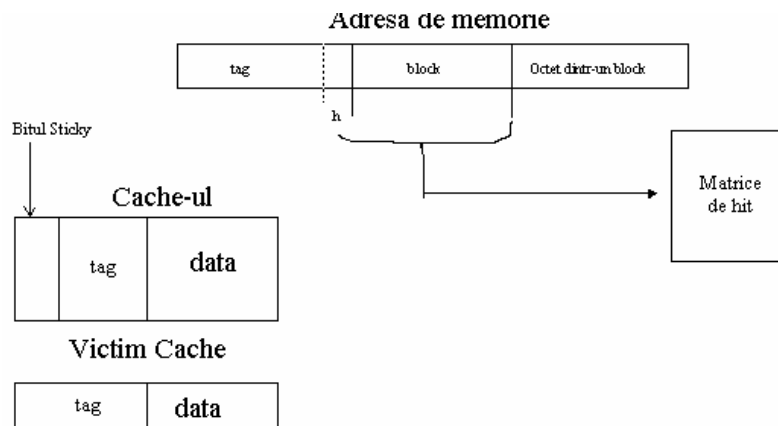 Adresa de memorie
tag block Octet dintr-un block
h
Bitul Sticky
Matrice
de hit
Cache-ul
tag data
Victim Cache
tag data